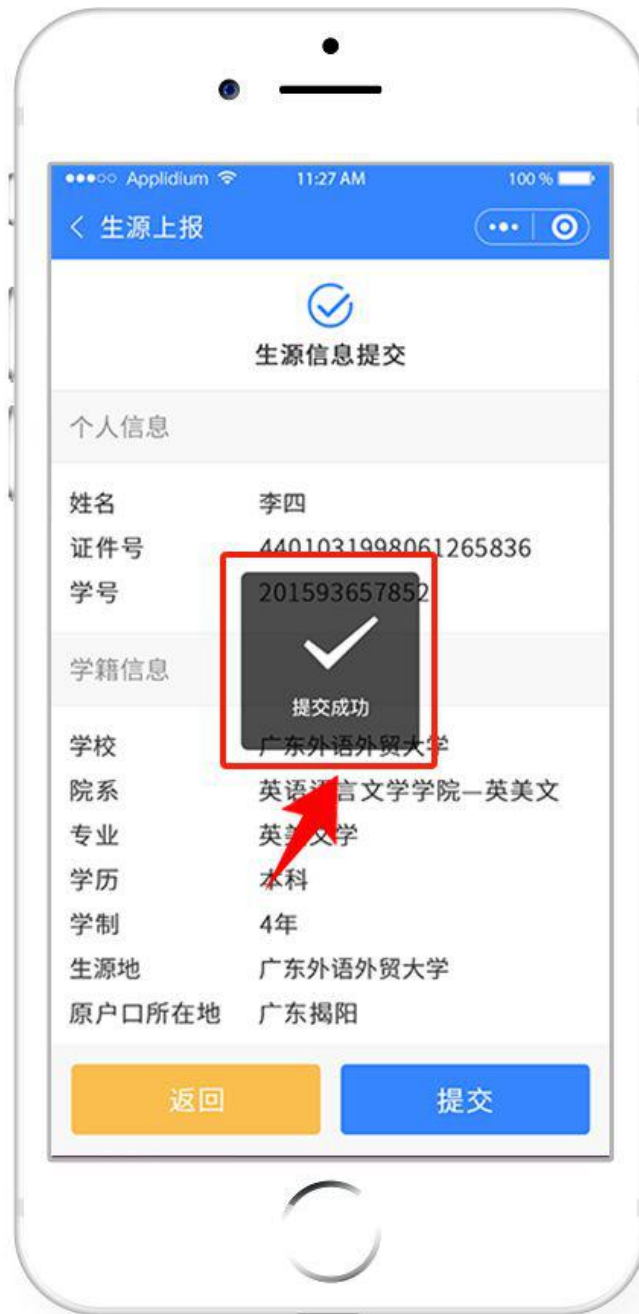 Applidium 11:27 AM 100 %
生源上报
生源信息提交
个人信息
姓名 李四
证件号 4401031998061265836
学号 201593657852
提交成功
学籍信息
学校 广东外语外贸大学
院系 英语语言文学学院—英美文
专业 英美文学
学历 本科
学制 4年
生源地 广东外语外贸大学
原户口所在地 广东揭阳
返回 提交